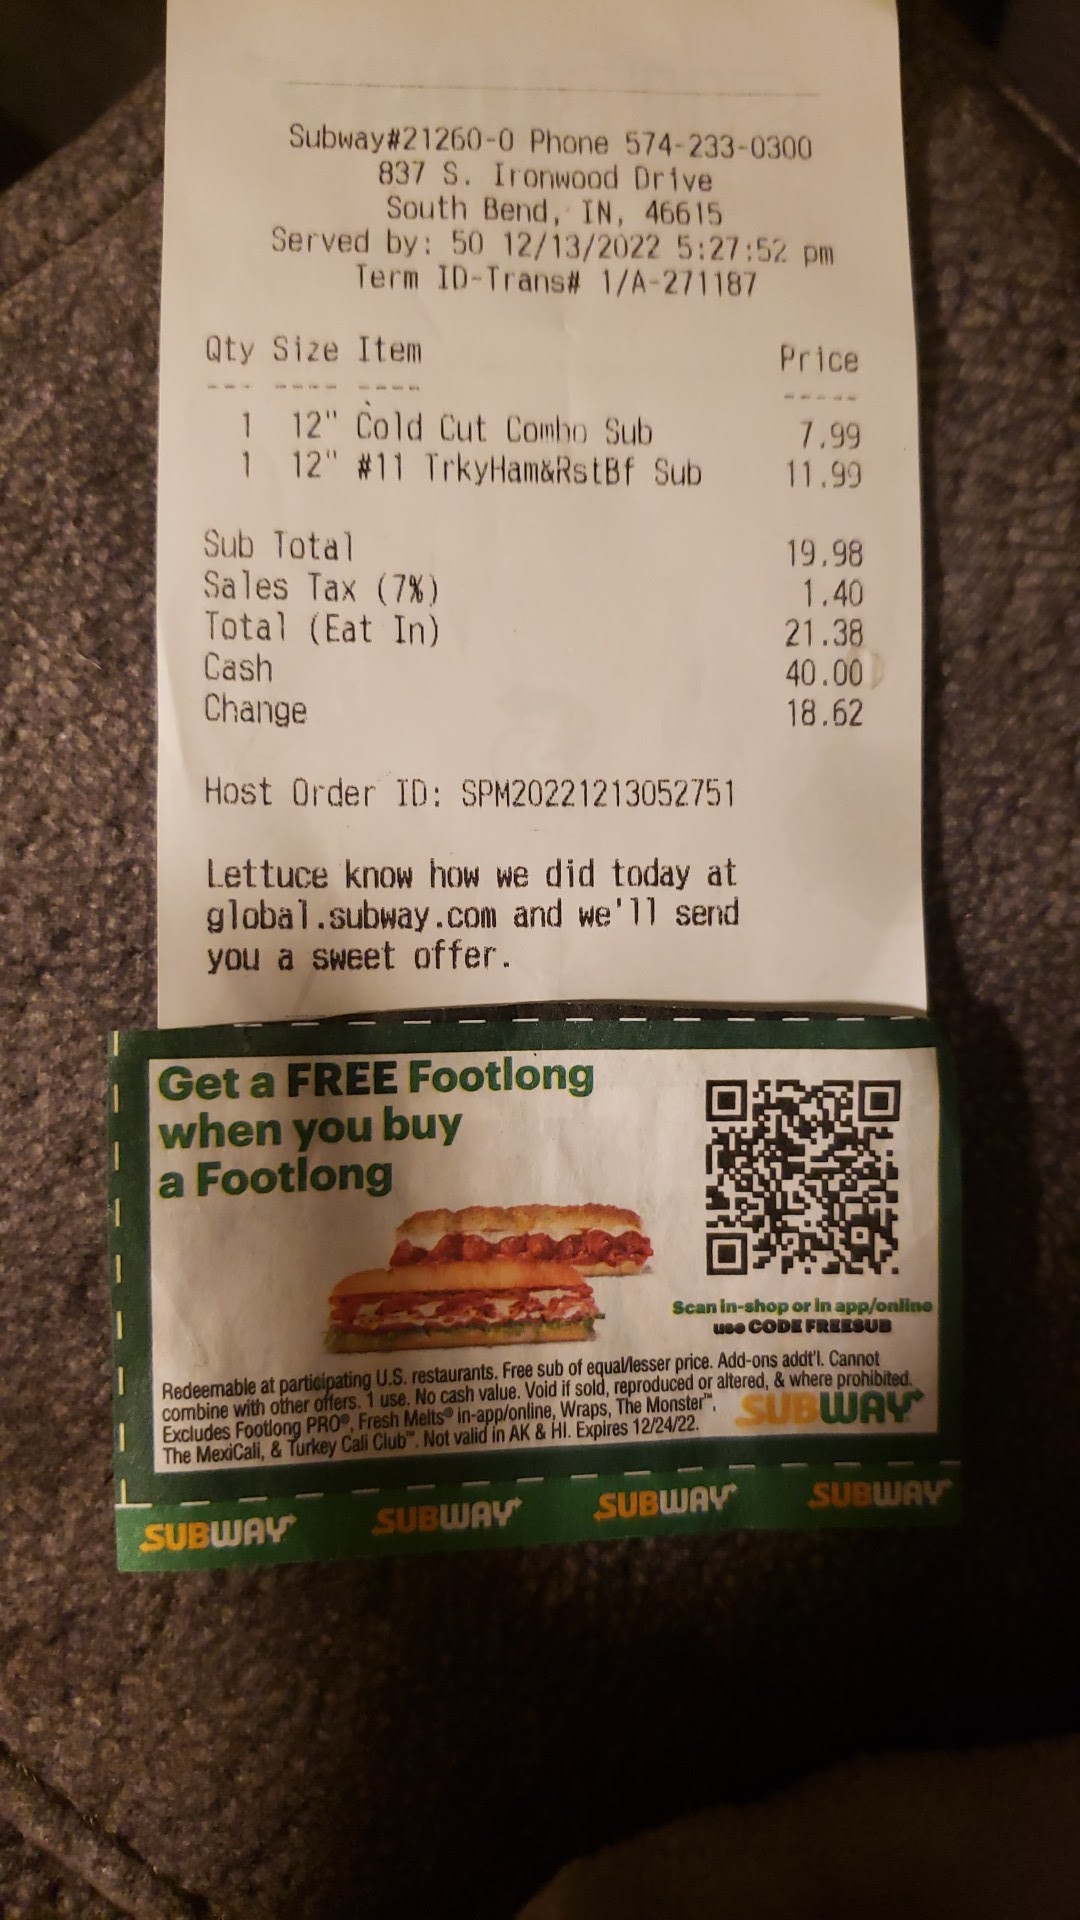 Subway#21260-0 Phone 574-233-0300
837 S. Ironwood Drive
South Bend, IN, 46615
Served by: 50 12/13/2022 5:27:52 pm
Term ID-Trans# 1/A-271187
Qty Size Item Price
--- ---- ---- -----
1 12" Cold Cut Combo Sub 7.99
1 12" #11 TrkyHam&RstBf Sub 11.99
Sub Total 19.98
Sales Tax (7%) 1.40
Total (Eat In) 21.38
Cash 40.00
Change 18.62
Host Order ID: SPM20221213052751
Lettuce know how we did today at
global.subway.com and we'll send
you a sweet offer.
Get a FREE Footlong
when you buy
a Footlong
Scan in-shop or in app/online
use CODE FREESUB
Redeemable at participating U.S. restaurants. Free sub of equal/lesser price. Add-ons addt'l. Cannot
combine with other offers. 1 use. No cash value. Void if sold, reproduced or altered, & where prohibited.
Excludes Footlong PRO®, Fresh Melts® in-app/online, Wraps, The Monster™,
The MexiCali, & Turkey Cali Club™. Not valid in AK & HI. Expires 12/24/22.
SUBWAY
SUBWAY SUBWAY SUBWAY SUBWAY